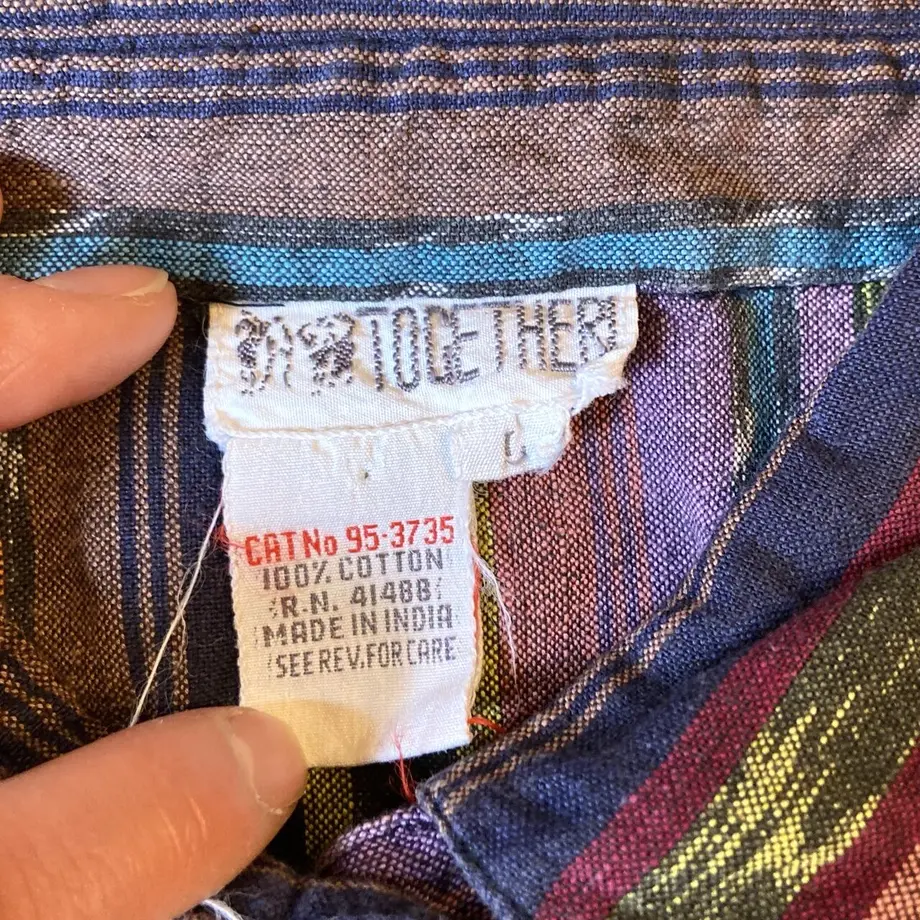 TOGETHER!
L
CAT No 95-3735
100% COTTON
R.N. 41488
MADE IN INDIA
SEE REV. FOR CARE